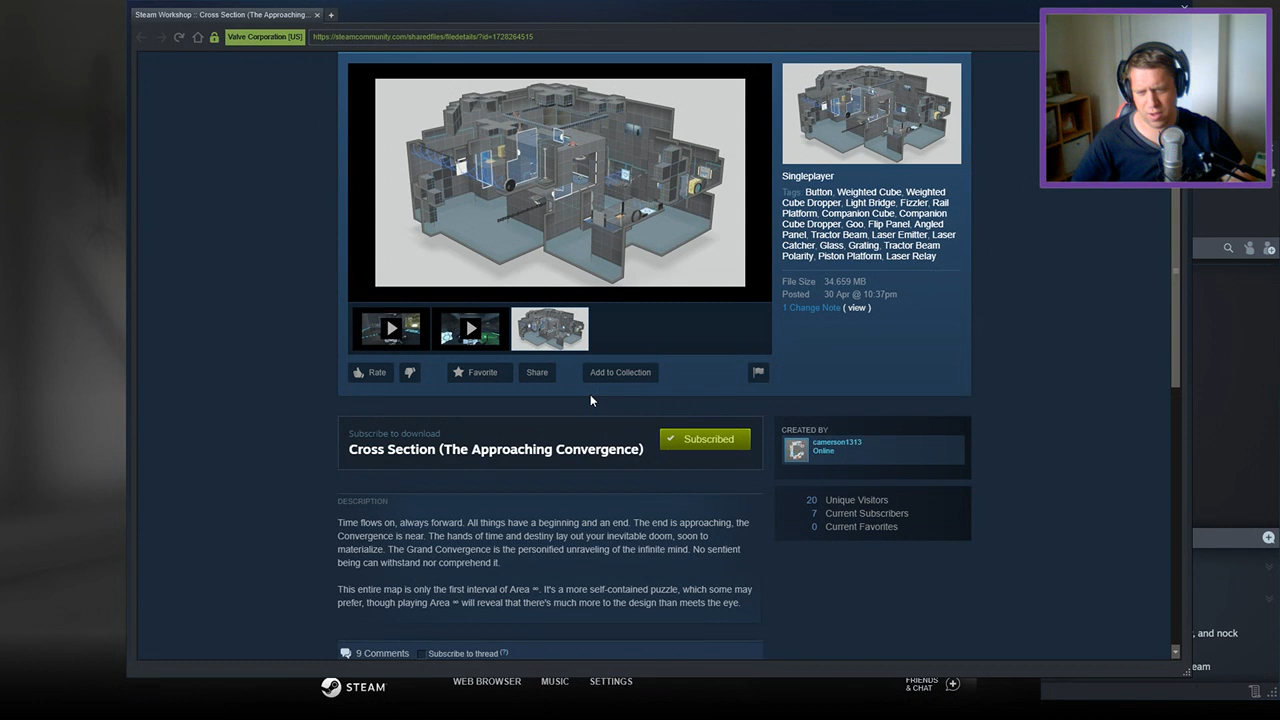 Steam Workshop :: Cross Section (The Approaching...
Valve Corporation [US]
https://steamcommunity.com/sharedfiles/filedetails/?id=1728264515
Singleplayer
Tags: Button, Weighted Cube, Weighted
Cube Dropper, Light Bridge, Fizzler, Rail
Platform, Companion Cube, Companion
Cube Dropper, Goo, Flip Panel, Angled
Panel, Tractor Beam, Laser Emitter, Laser
Catcher, Glass, Grating, Tractor Beam
Polarity, Piston Platform, Laser Relay
File Size 34.659 MB
Posted 30 Apr @ 10:37pm
1 Change Note ( view )
Rate
Favorite
Share
Add to Collection
Subscribe to download
Cross Section (The Approaching Convergence)
Subscribed
CREATED BY
camerson1313
Online
20 Unique Visitors
7 Current Subscribers
0 Current Favorites
DESCRIPTION
Time flows on, always forward. All things have a beginning and an end. The end is approaching, the
Convergence is near. The hands of time and destiny lay out your inevitable doom, soon to
materialize. The Grand Convergence is the personified unraveling of the infinite mind. No sentient
being can withstand nor comprehend it.
This entire map is only the first interval of Area ∞. It's a more self-contained puzzle, which some may
prefer, though playing Area ∞ will reveal that there's much more to the design than meets the eye.
9 Comments
Subscribe to thread (?)
, and nock
eam
STEAM
WEB BROWSER
MUSIC
SETTINGS
FRIENDS
& CHAT